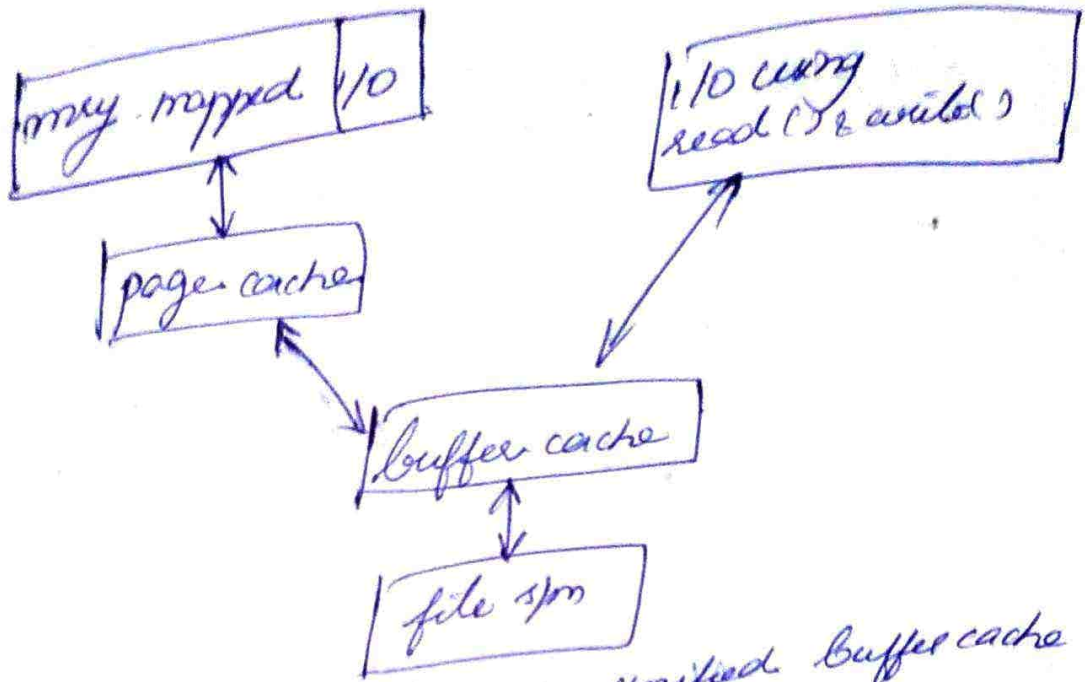 mry mapped I/O
I/O using
read() & write()
page cache
buffer cache
file s/m
unified buffer cache